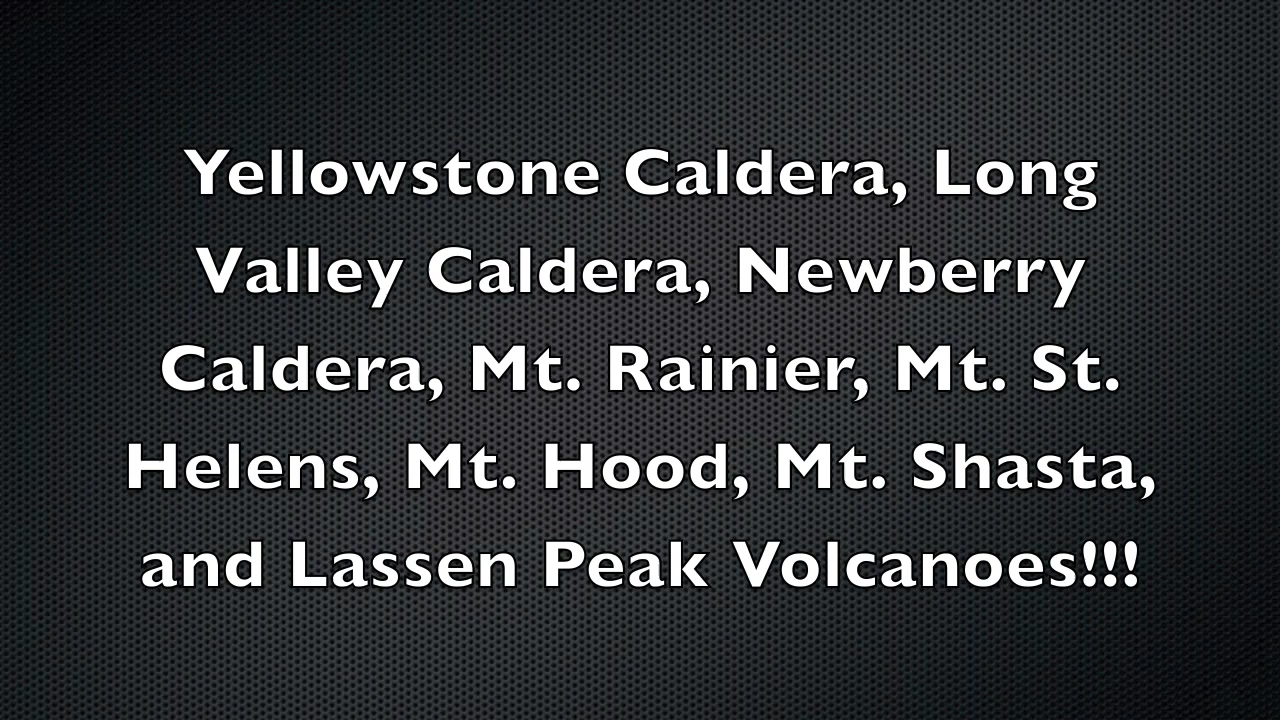 Yellowstone Caldera, Long
Valley Caldera, Newberry
Caldera, Mt. Rainier, Mt. St.
Helens, Mt. Hood, Mt. Shasta,
and Lassen Peak Volcanoes!!!